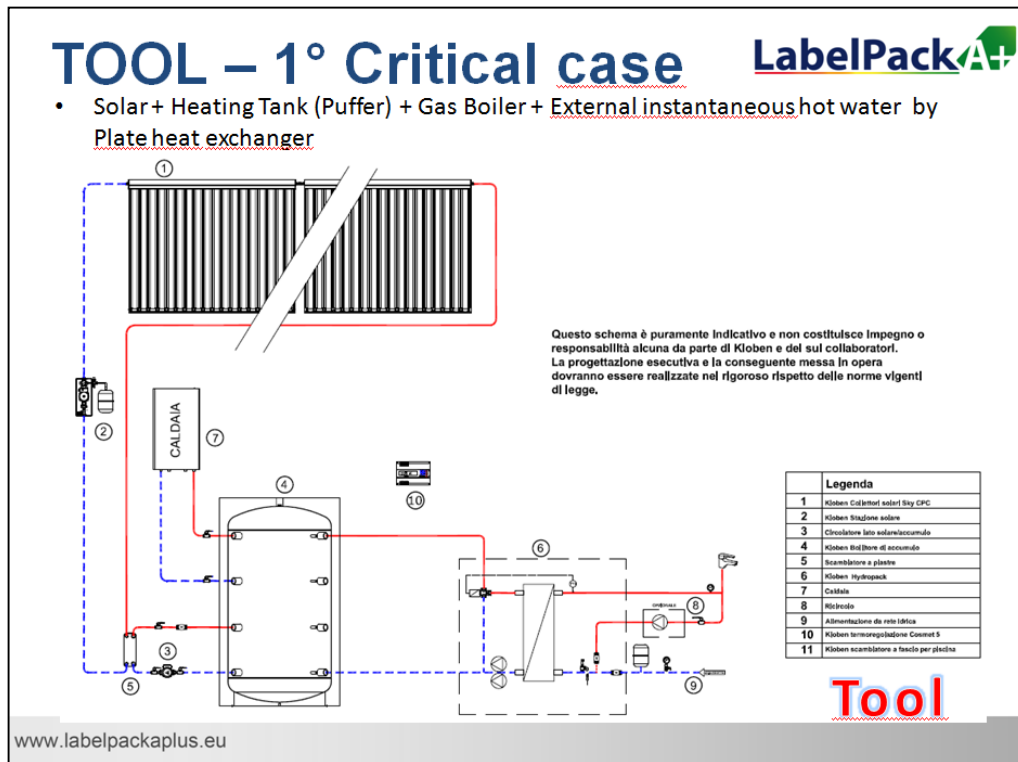 TOOL – 1° Critical case
LabelPack A+
• Solar + Heating Tank (Puffer) + Gas Boiler + External instantaneous hot water by
Plate heat exchanger
1
Questo schema è puramente indicativo e non costituisce impegno o
responsabilità alcuna da parte di Kloben e dei sui collaboratori.
La progettazione esecutiva e la conseguente messa in opera
dovranno essere realizzate nel rigoroso rispetto delle norme vigenti
di legge.
2
CALDAIA
7
4
10
6
OPTIONALE
8
3
5
9
Legenda
1 Kloben Collettori solari Sky CPC
2 Kloben Stazione solare
3 Circolatore lato solare/accumulo
4 Kloben Bollitore di accumulo
5 Scambiatore a piastre
6 Kloben Hydropack
7 Caldaia
8 Ricircolo
9 Alimentazione da rete idrica
10 Kloben termoregolazione Cosmet 5
11 Kloben scambiatore a fascio per piscina
Tool
www.labelpackaplus.eu